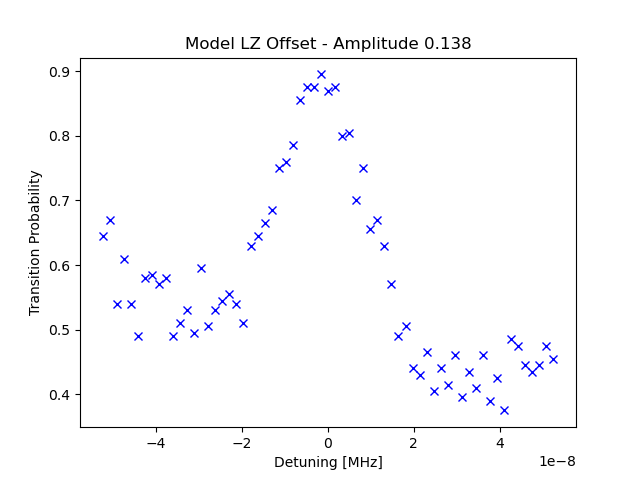 Model LZ Offset - Amplitude 0.138
0.9
0.8
0.7
0.6
0.5
0.4
Transition Probability
−4
−2
0
2
4
1e−8
Detuning [MHz]